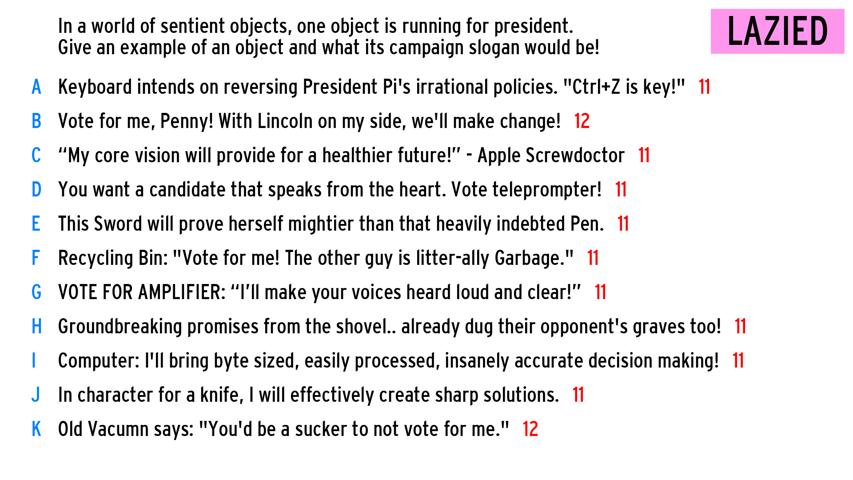 In a world of sentient objects, one object is running for president.
LAZIED
Give an example of an object and what its campaign slogan would be!
A Keyboard intends on reversing President Pi's irrational policies. "Ctrl+Z is key!" 11
B Vote for me, Penny! With Lincoln on my side, we'll make change! 12
C “My core vision will provide for a healthier future!” - Apple Screwdoctor 11
D You want a candidate that speaks from the heart. Vote teleprompter! 11
E This Sword will prove herself mightier than that heavily indebted Pen. 11
F Recycling Bin: "Vote for me! The other guy is litter-ally Garbage." 11
G VOTE FOR AMPLIFIER: “I’ll make your voices heard loud and clear!” 11
H Groundbreaking promises from the shovel.. already dug their opponent's graves too! 11
I Computer: I'll bring byte sized, easily processed, insanely accurate decision making! 11
J In character for a knife, I will effectively create sharp solutions. 11
K Old Vacumn says: "You'd be a sucker to not vote for me." 12